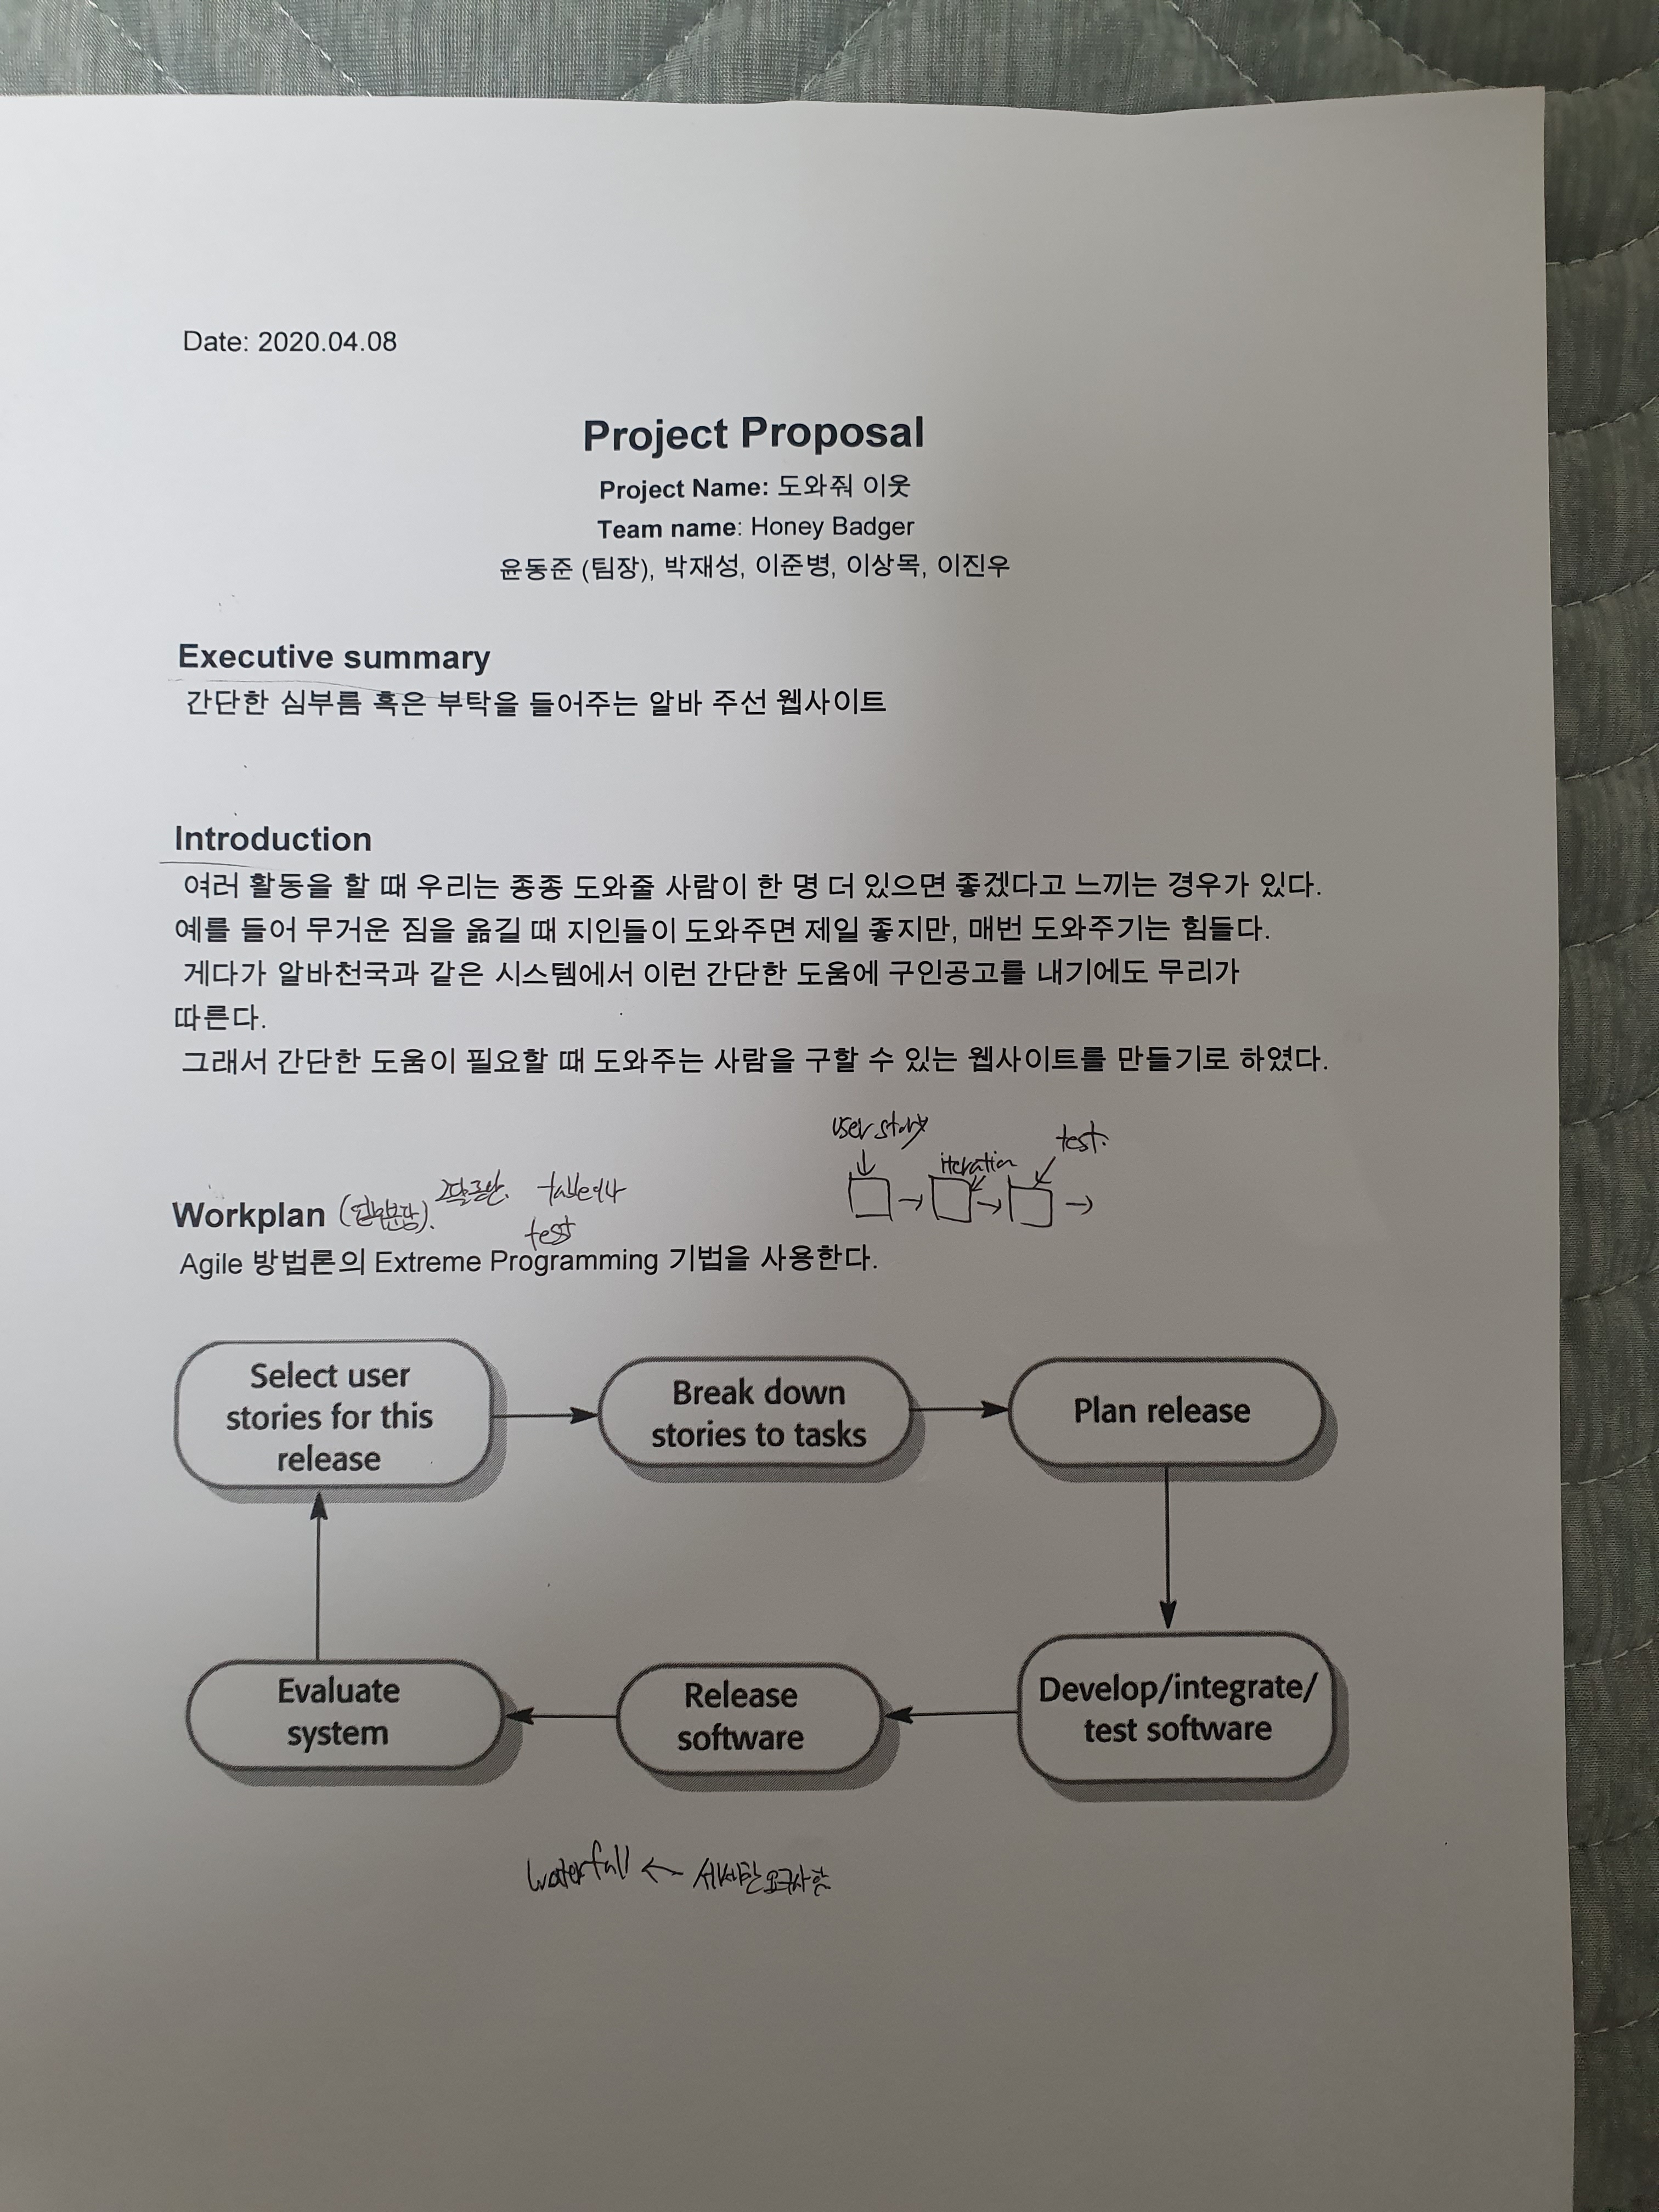 Date: 2020.04.08
Project Proposal
Project Name: 도와줘 이웃
Team name: Honey Badger
윤동준 (팀장), 박재성, 이준병, 이상목, 이진우
Executive summary
간단한 심부름 혹은 부탁을 들어주는 알바 주선 웹사이트
Introduction
여러 활동을 할 때 우리는 종종 도와줄 사람이 한 명 더 있으면 좋겠다고 느끼는 경우가 있다.
예를 들어 무거운 짐을 옮길 때 지인들이 도와주면 제일 좋지만, 매번 도와주기는 힘들다.
게다가 알바천국과 같은 시스템에서 이런 간단한 도움에 구인공고를 내기에도 무리가
따른다.
그래서 간단한 도움이 필요할 때 도와주는 사람을 구할 수 있는 웹사이트를 만들기로 하였다.
user story
iteration
test.
Workplan
test
Agile 방법론의 Extreme Programming 기법을 사용한다.
Select user
stories for this
release
Break down
stories to tasks
Plan release
Evaluate
system
Release
software
Develop/integrate/
test software
waterfall ← 세세한 요구사항